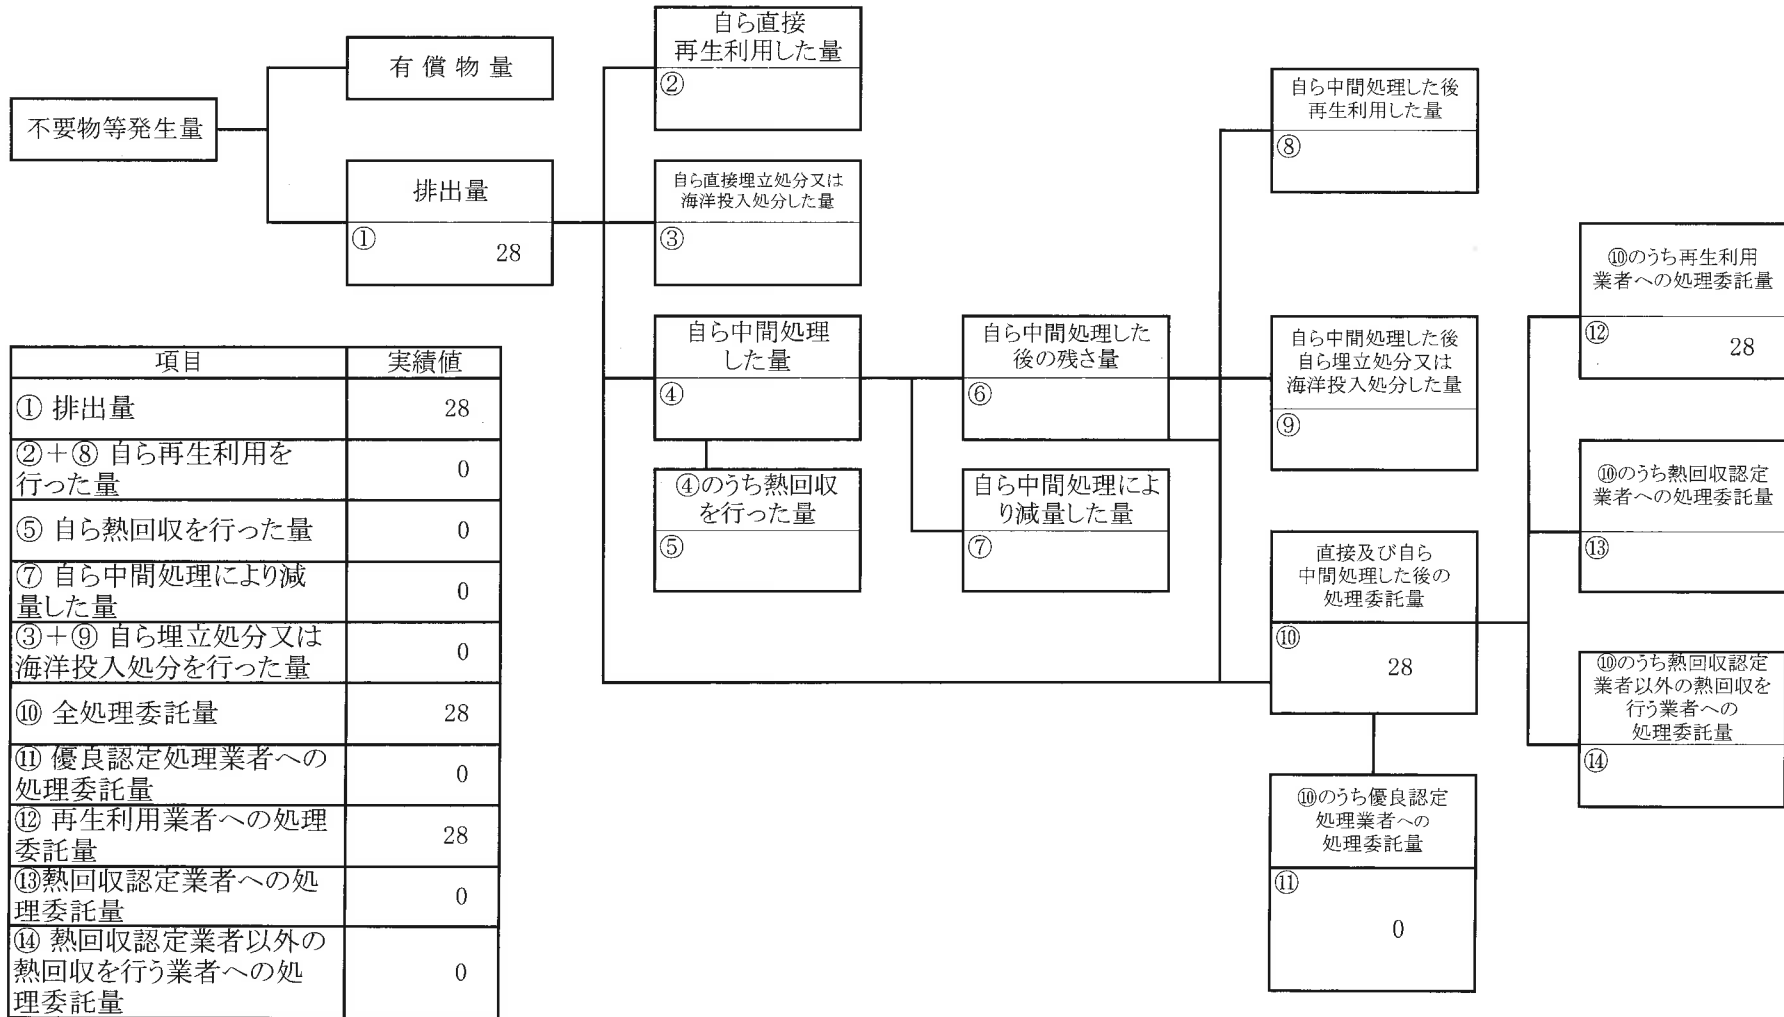 不要物等発生量
有 償 物 量
排出量
①
28
自ら直接
再生利用した量
②
自ら直接埋立処分又は
海洋投入処分した量
③
自ら中間処理
した量
④
④のうち熱回収
を行った量
⑤
自ら中間処理した
後の残さ量
⑥
自ら中間処理によ
り減量した量
⑦
自ら中間処理した後
再生利用した量
⑧
自ら中間処理した後
自ら埋立処分又は
海洋投入処分した量
⑨
直接及び自ら
中間処理した後の
処理委託量
⑩
28
⑩のうち優良認定
処理業者への
処理委託量
⑪
0
⑩のうち再生利用
業者への処理委託量
⑫
28
⑩のうち熱回収認定
業者への処理委託量
⑬
⑩のうち熱回収認定
業者以外の熱回収を
行う業者への
処理委託量
⑭
項目 実績値
① 排出量 28
②＋⑧ 自ら再生利用を
行った量 0
⑤ 自ら熱回収を行った量 0
⑦ 自ら中間処理により減
量した量 0
③＋⑨ 自ら埋立処分又は
海洋投入処分を行った量 0
⑩ 全処理委託量 28
⑪ 優良認定処理業者への
処理委託量 0
⑫ 再生利用業者への処理
委託量 28
⑬熱回収認定業者への処
理委託量 0
⑭ 熱回収認定業者以外の
熱回収を行う業者への処
理委託量 0